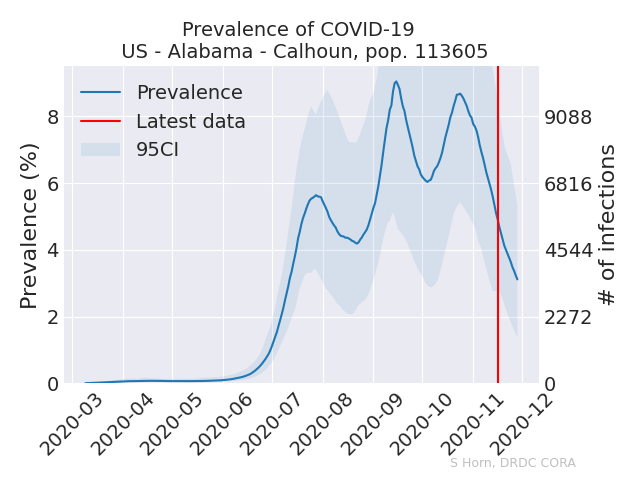 Prevalence of COVID-19
US - Alabama - Calhoun, pop. 113605
Prevalence
Latest data
95CI
Prevalence (%)
0
2
4
6
8
# of infections
0
2272
4544
6816
9088
2020-03
2020-04
2020-05
2020-06
2020-07
2020-08
2020-09
2020-10
2020-11
2020-12
S Horn, DRDC CORA